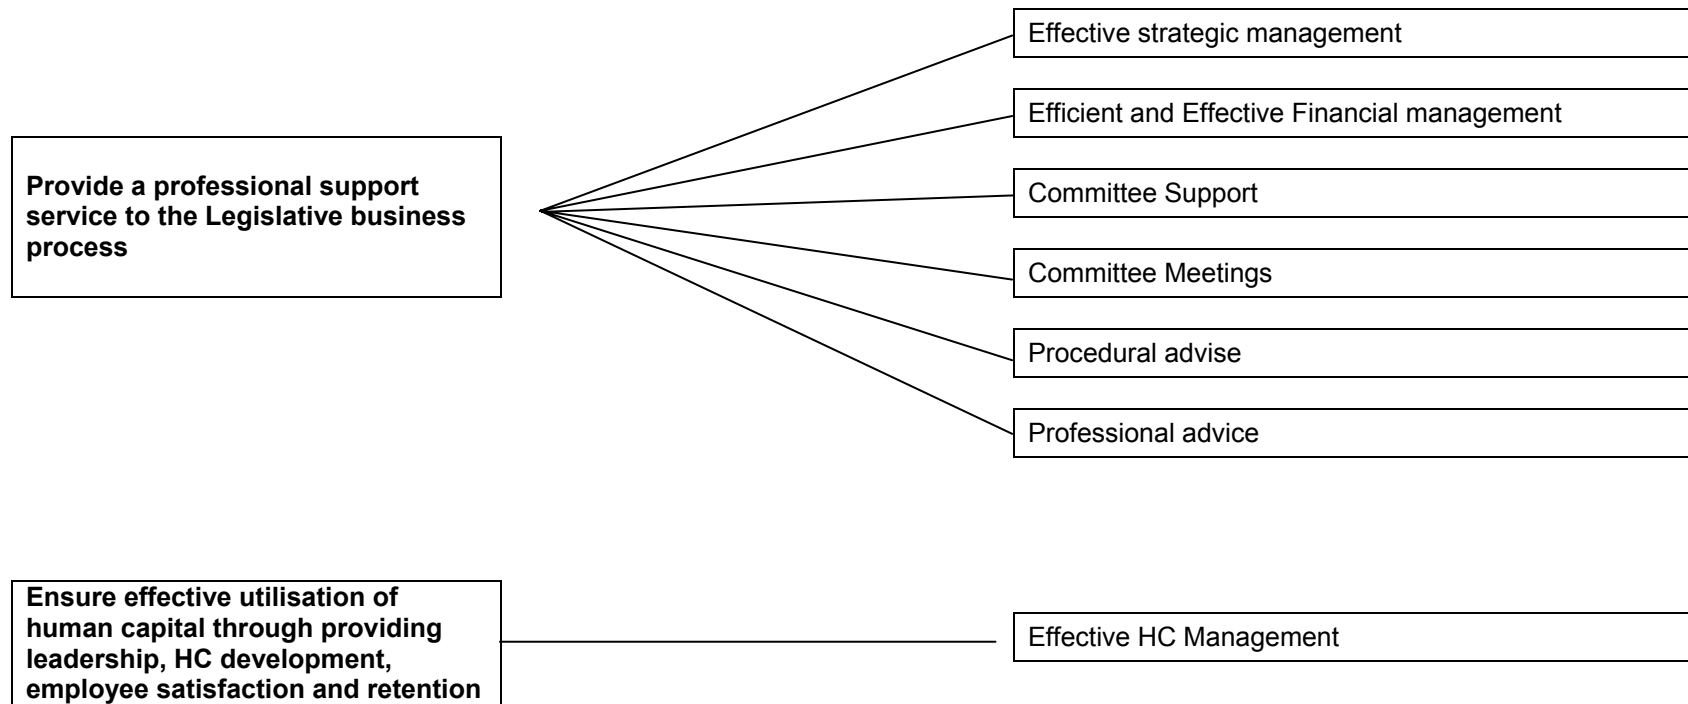 Effective strategic management
Efficient and Effective Financial management
Provide a professional support
service to the Legislative business
process
Committee Support
Committee Meetings
Procedural advise
Professional advice
Ensure effective utilisation of
human capital through providing
leadership, HC development,
employee satisfaction and retention
Effective HC Management